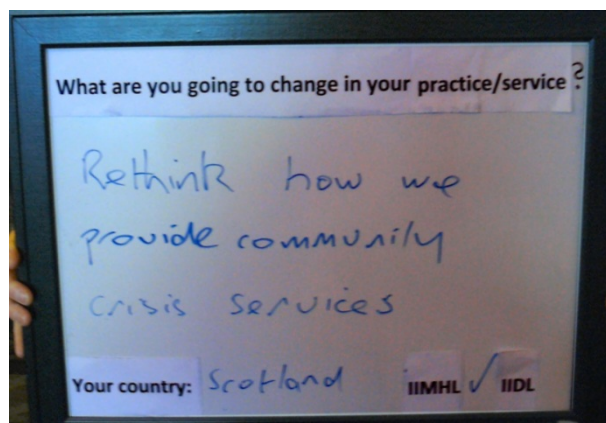 What are you going to change in your practice/service ?
Rethink how we
provide community
crisis services
Your country: Scotland IIMHL ✓ IIDL